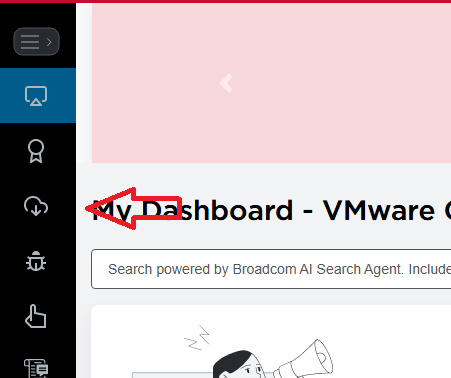 My Dashboard - VMware
Search powered by Broadcom AI Search Agent. Include